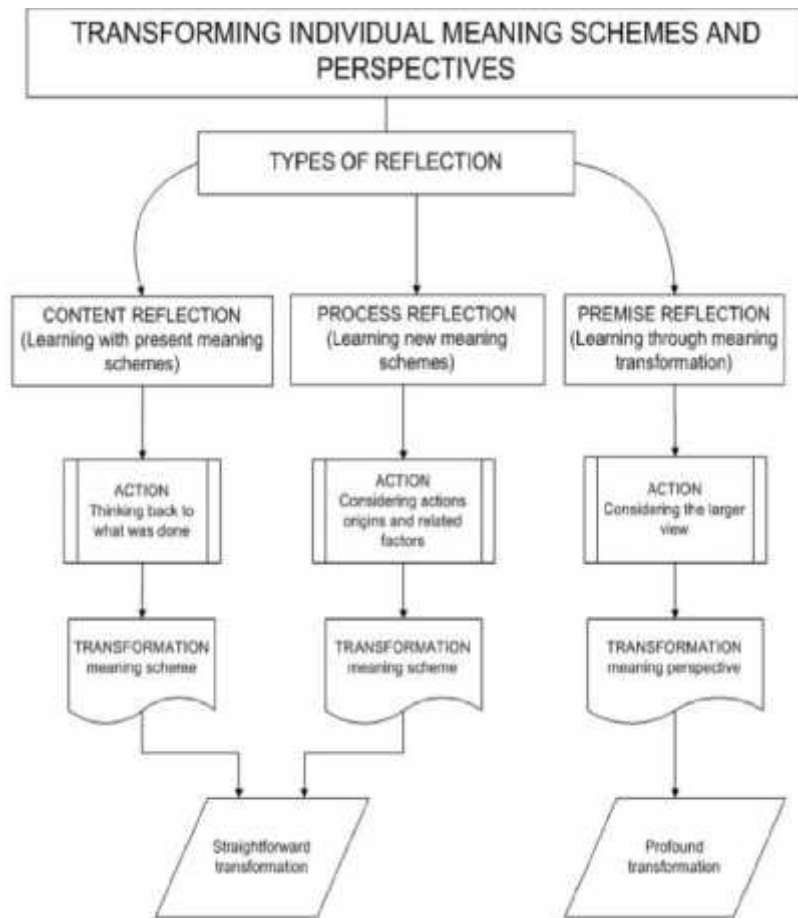 TRANSFORMING INDIVIDUAL MEANING SCHEMES AND
PERSPECTIVES
TYPES OF REFLECTION
CONTENT REFLECTION
(Learning with present meaning
schemes)
PROCESS REFLECTION
(Learning new meaning
schemes)
PREMISE REFLECTION
(Learning through meaning
transformation)
ACTION
Thinking back to
what was done
ACTION
Considering actions
origins and related
factors
ACTION
Considering the larger
view
TRANSFORMATION
meaning scheme
TRANSFORMATION
meaning scheme
TRANSFORMATION
meaning perspective
Straightforward
transformation
Profound
transformation